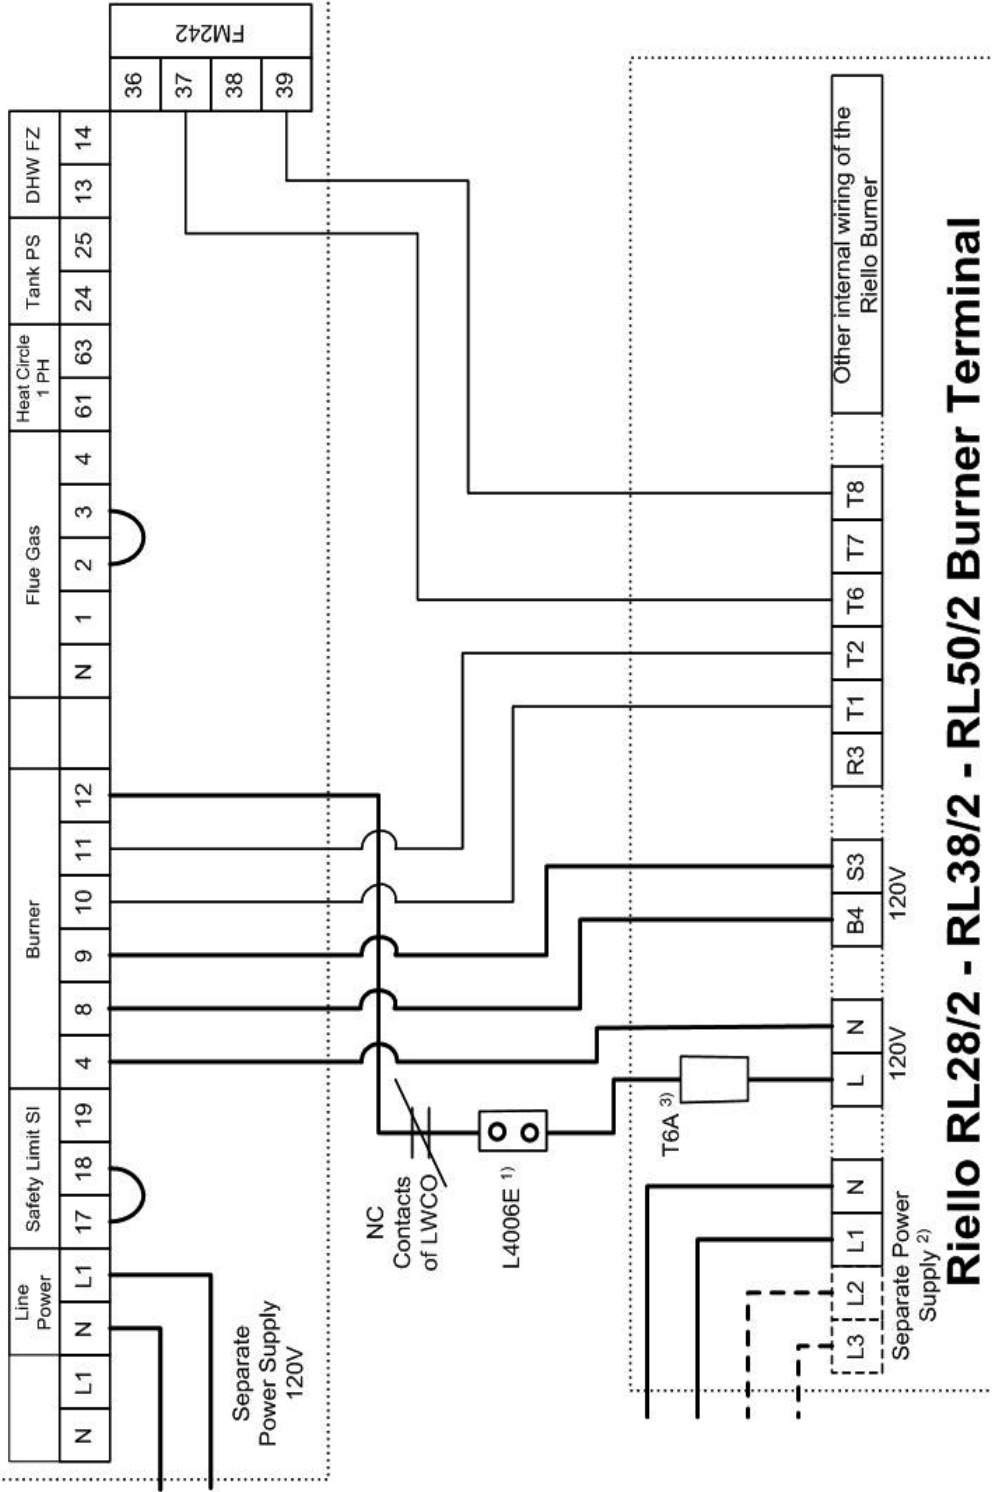 FM242
36
37
38
39
Line
Power
Safety Limit SI
Burner
Flue Gas
Heat Circle
1 PH
Tank PS
DHW FZ
N
L1
N
L1
17
18
19
4
8
9
10
11
12
N
1
2
3
4
61
63
24
25
13
14
Separate
Power Supply
120V
NC
Contacts
of LWCO
L4006E 1)
T6A 3)
L3
L2
L1
N
L
N
B4
S3
R3
T1
T2
T6
T7
T8
Other internal wiring of the
Riello Burner
Separate Power
Supply 2)
120V
120V
Riello RL28/2 - RL38/2 - RL50/2 Burner Terminal